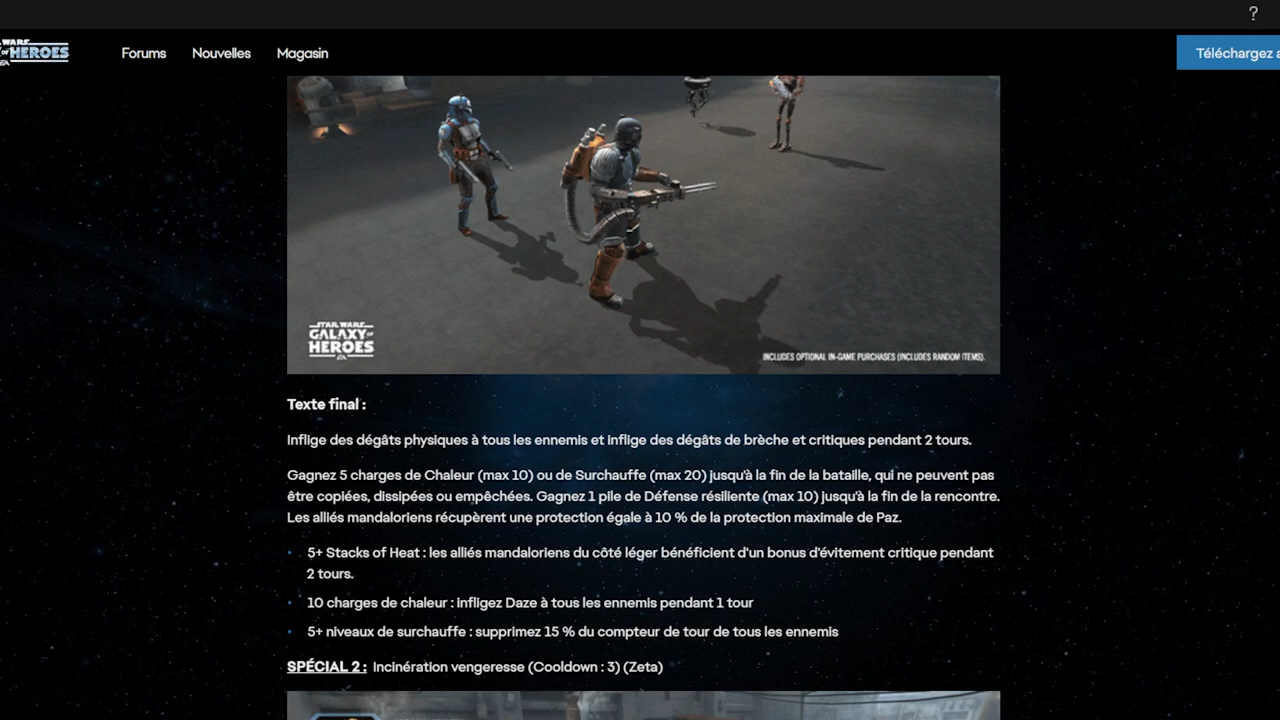 ?
WARS
OF HEROES
EA
Forums Nouvelles Magasin
Téléchargez a
STAR WARS
GALAXY OF
HEROES
EA
INCLUDES OPTIONAL IN-GAME PURCHASES (INCLUDES RANDOM ITEMS).
Texte final :
Inflige des dégâts physiques à tous les ennemis et inflige des dégâts de brèche et critiques pendant 2 tours.
Gagnez 5 charges de Chaleur (max 10) ou de Surchauffe (max 20) jusqu'à la fin de la bataille, qui ne peuvent pas
être copiées, dissipées ou empêchées. Gagnez 1 pile de Défense résiliente (max 10) jusqu'à la fin de la rencontre.
Les alliés mandaloriens récupèrent une protection égale à 10 % de la protection maximale de Paz.
5+ Stacks of Heat : les alliés mandaloriens du côté léger bénéficient d'un bonus d'évitement critique pendant
2 tours.
10 charges de chaleur : infligez Daze à tous les ennemis pendant 1 tour
5+ niveaux de surchauffe : supprimez 15 % du compteur de tour de tous les ennemis
SPÉCIAL 2 : Incinération vengeresse (Cooldown : 3) (Zeta)